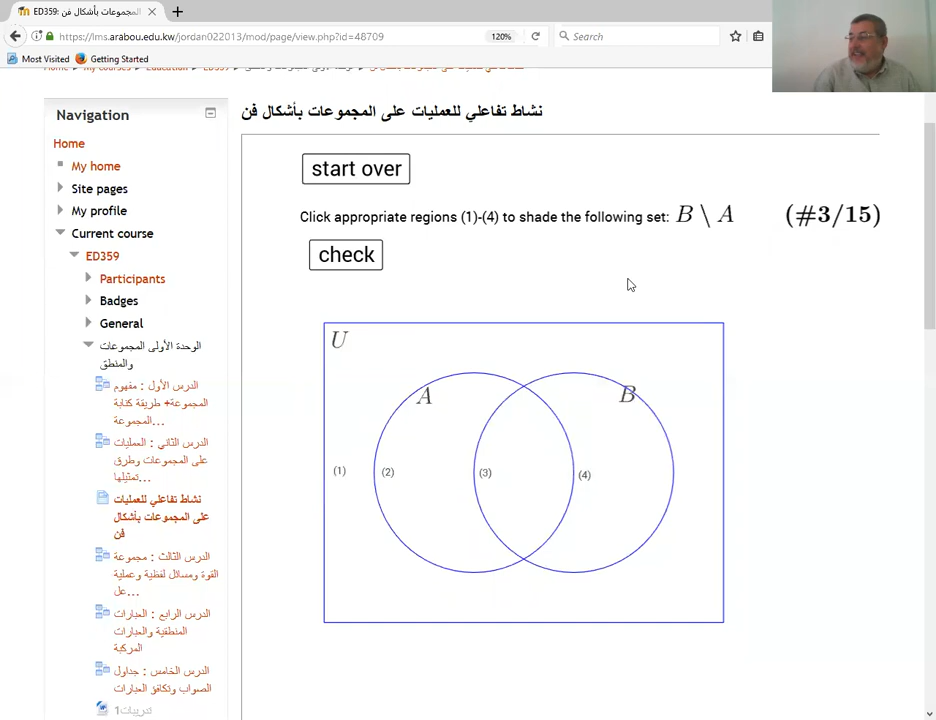 ED359: المجموعات بأشكال فن
https://lms.arabou.edu.kw/jordan022013/mod/page/view.php?id=48709
120%
Search
Most Visited
Getting Started
Navigation
Home
My home
Site pages
My profile
Current course
ED359
Participants
Badges
General
الوحدة الأولى المجموعات
والمنطق
الدرس الأول : مفهوم
المجموعة+ طريقة كتابة
المجموعة...
الدرس الثاني : العمليات
على المجموعات وطرق
تمثيلها...
نشاط تفاعلي للعمليات
على المجموعات بأشكال
فن
الدرس الثالث : مجموعة
القوة ومسائل لفظية وعملية
عل...
الدرس الرابع : العبارات
المنطقية والعبارات
المركبة
الدرس الخامس : جداول
الصواب وتكافؤ العبارات
تدريبات1
نشاط تفاعلي للعمليات على المجموعات بأشكال فن
start over
Click appropriate regions (1)-(4) to shade the following set: B \ A (#3/15)
check
U
A B
(1) (2) (3) (4)